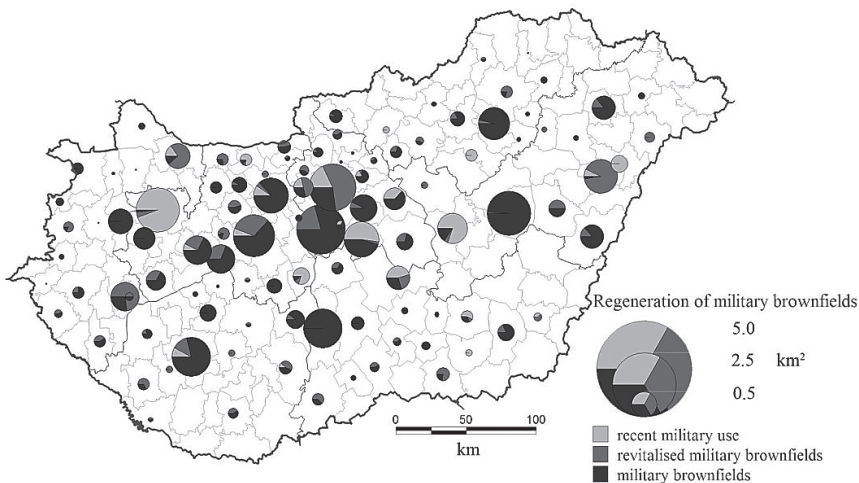 Regeneration of military brownfields
5.0
2.5 km²
0.5
0 50 100
km
recent military use
revitalised military brownfields
military brownfields